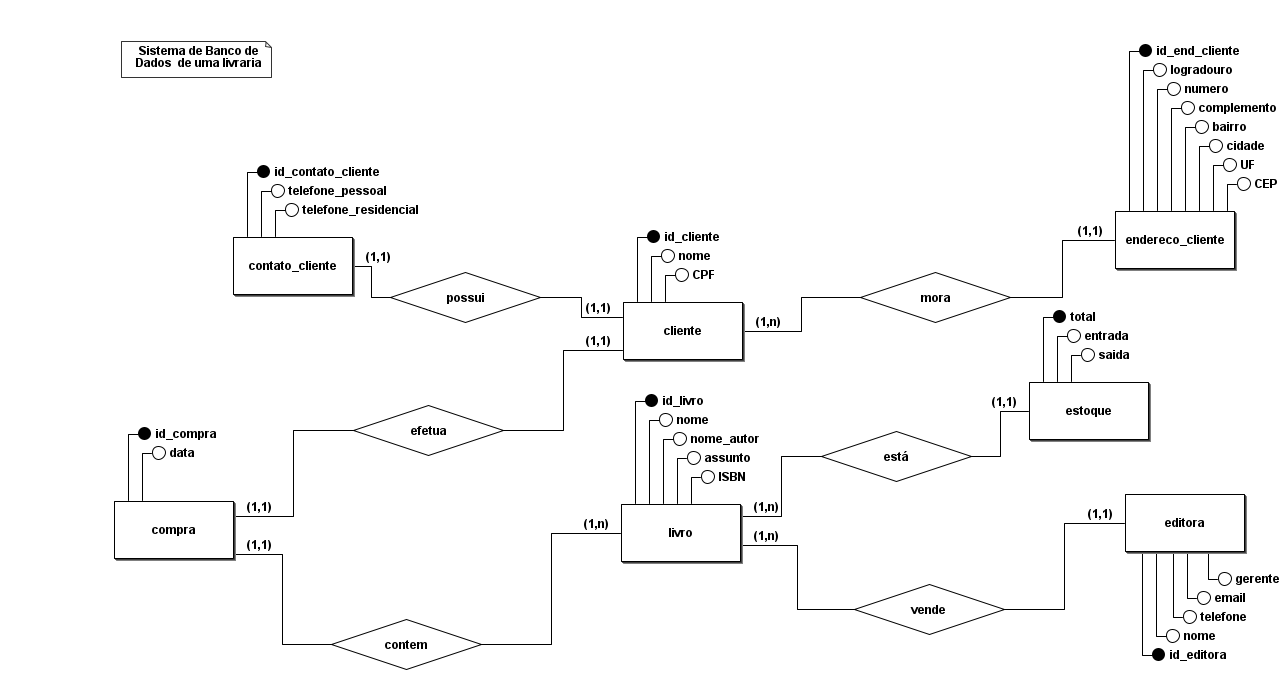 Sistema de Banco de
Dados de uma livraria
id_end_cliente
logradouro
numero
complemento
bairro
cidade
UF
CEP
endereco_cliente
(1,1)
mora
(1,n)
id_contato_cliente
telefone_pessoal
telefone_residencial
contato_cliente
(1,1)
possui
(1,1)
id_cliente
nome
CPF
cliente
(1,1)
efetua
(1,1)
id_compra
data
compra
(1,1)
contem
(1,n)
id_livro
nome
nome_autor
assunto
ISBN
livro
(1,n)
está
(1,1)
total
entrada
saida
estoque
(1,n)
vende
(1,1)
editora
gerente
email
telefone
nome
id_editora